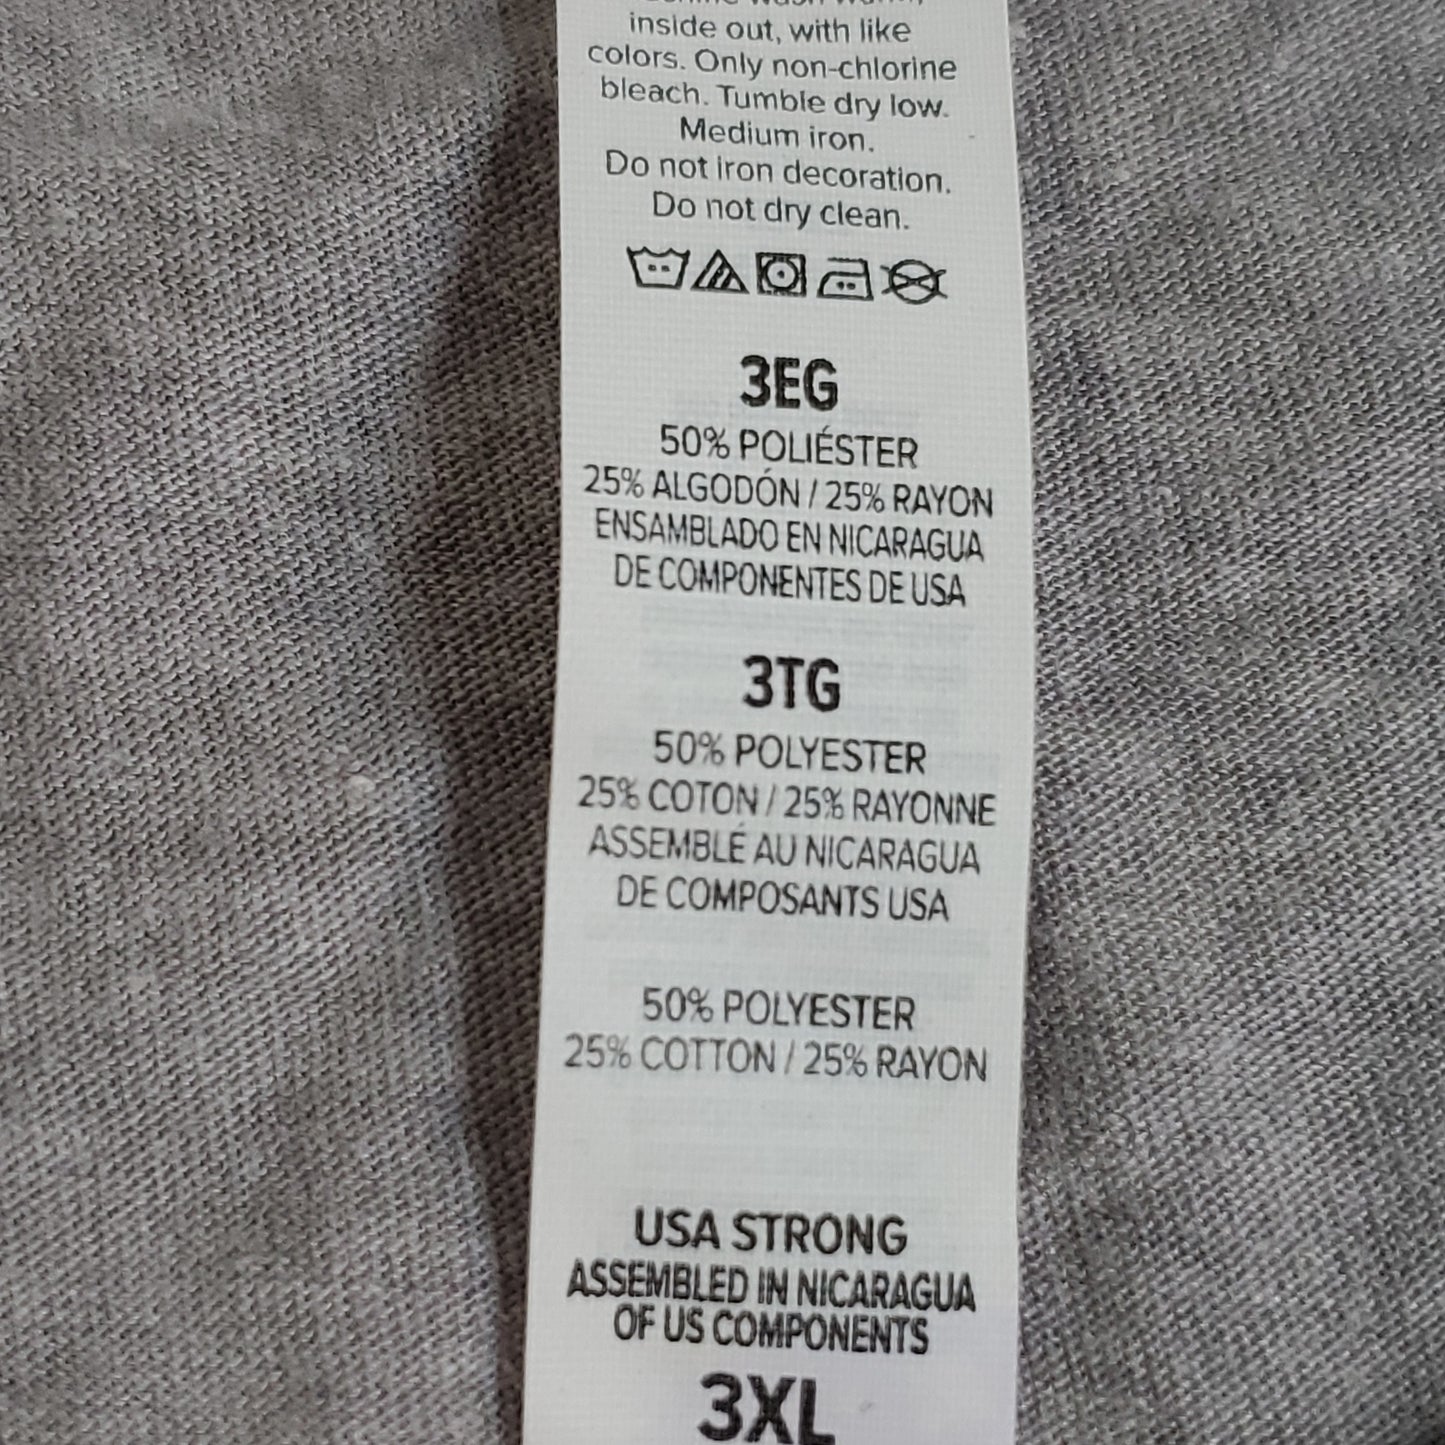 inside out, with like
colors. Only non-chlorine
bleach. Tumble dry low.
Medium iron.
Do not iron decoration.
Do not dry clean.
3EG
50% POLIÉSTER
25% ALGODÓN / 25% RAYON
ENSAMBLADO EN NICARAGUA
DE COMPONENTES DE USA
3TG
50% POLYESTER
25% COTON / 25% RAYONNE
ASSEMBLÉ AU NICARAGUA
DE COMPOSANTS USA
50% POLYESTER
25% COTTON / 25% RAYON
USA STRONG
ASSEMBLED IN NICARAGUA
OF US COMPONENTS
3XL